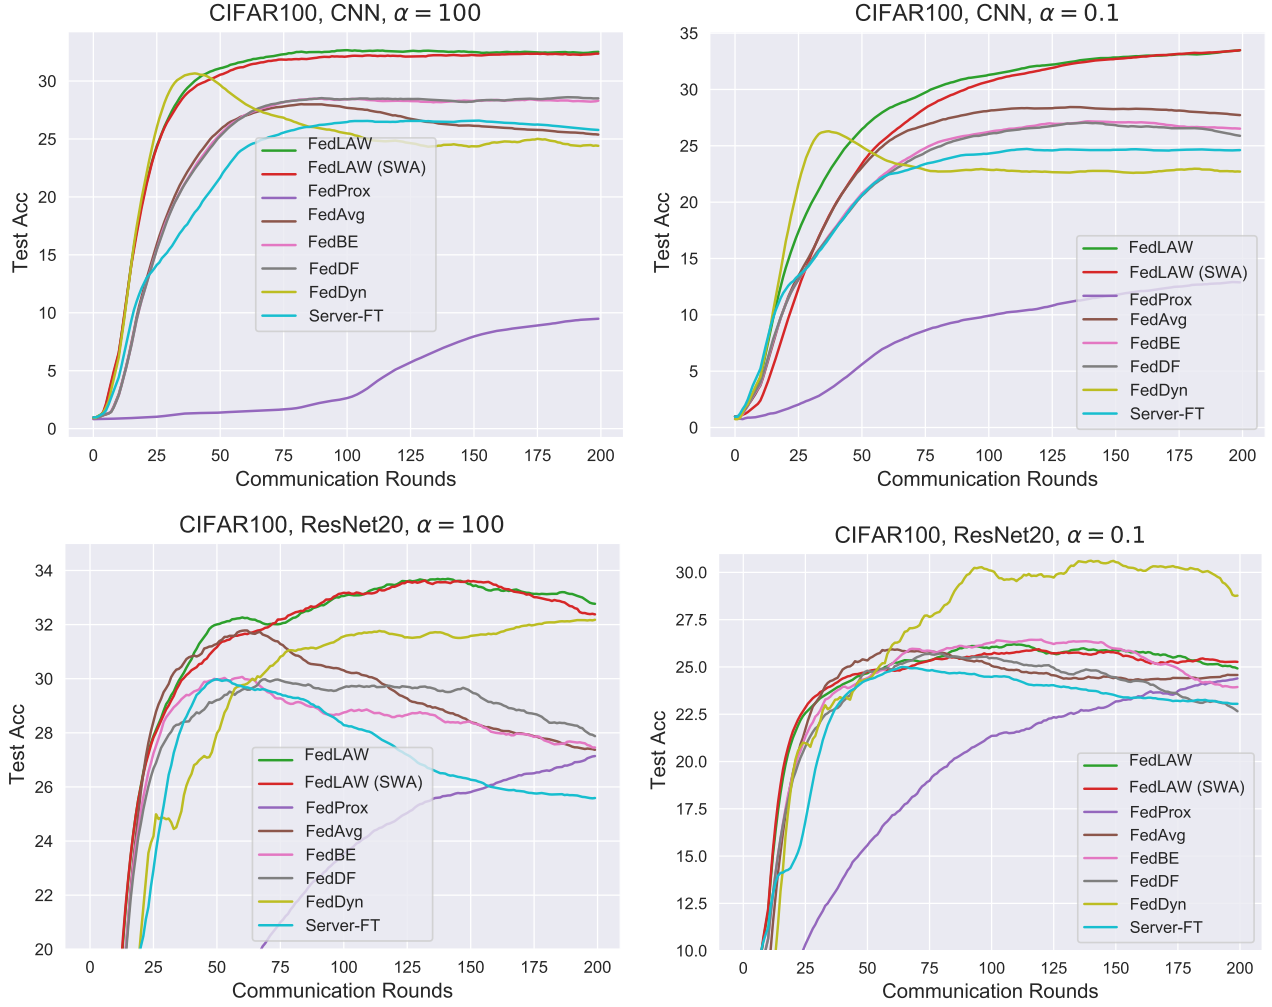 CIFAR100, CNN, α = 100
Test Acc
30
25
20
15
10
5
0
FedLAW
FedLAW (SWA)
FedProx
FedAvg
FedBE
FedDF
FedDyn
Server-FT
0 25 50 75 100 125 150 175 200
Communication Rounds
CIFAR100, CNN, α = 0.1
Test Acc
35
30
25
20
15
10
5
0
FedLAW
FedLAW (SWA)
FedProx
FedAvg
FedBE
FedDF
FedDyn
Server-FT
0 25 50 75 100 125 150 175 200
Communication Rounds
CIFAR100, ResNet20, α = 100
Test Acc
34
32
30
28
26
24
22
20
FedLAW
FedLAW (SWA)
FedProx
FedAvg
FedBE
FedDF
FedDyn
Server-FT
0 25 50 75 100 125 150 175 200
Communication Rounds
CIFAR100, ResNet20, α = 0.1
Test Acc
30.0
27.5
25.0
22.5
20.0
17.5
15.0
12.5
10.0
FedLAW
FedLAW (SWA)
FedProx
FedAvg
FedBE
FedDF
FedDyn
Server-FT
0 25 50 75 100 125 150 175 200
Communication Rounds